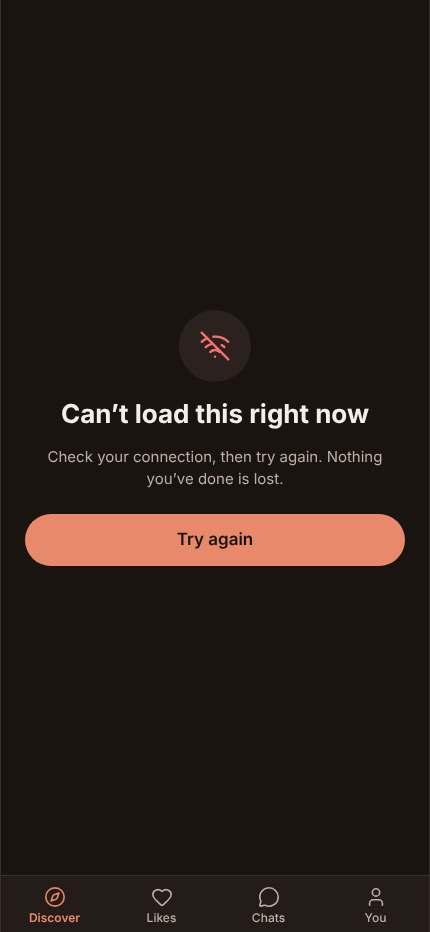 Can’t load this right now
Check your connection, then try again. Nothing
you’ve done is lost.
Try again
Discover
Likes
Chats
You